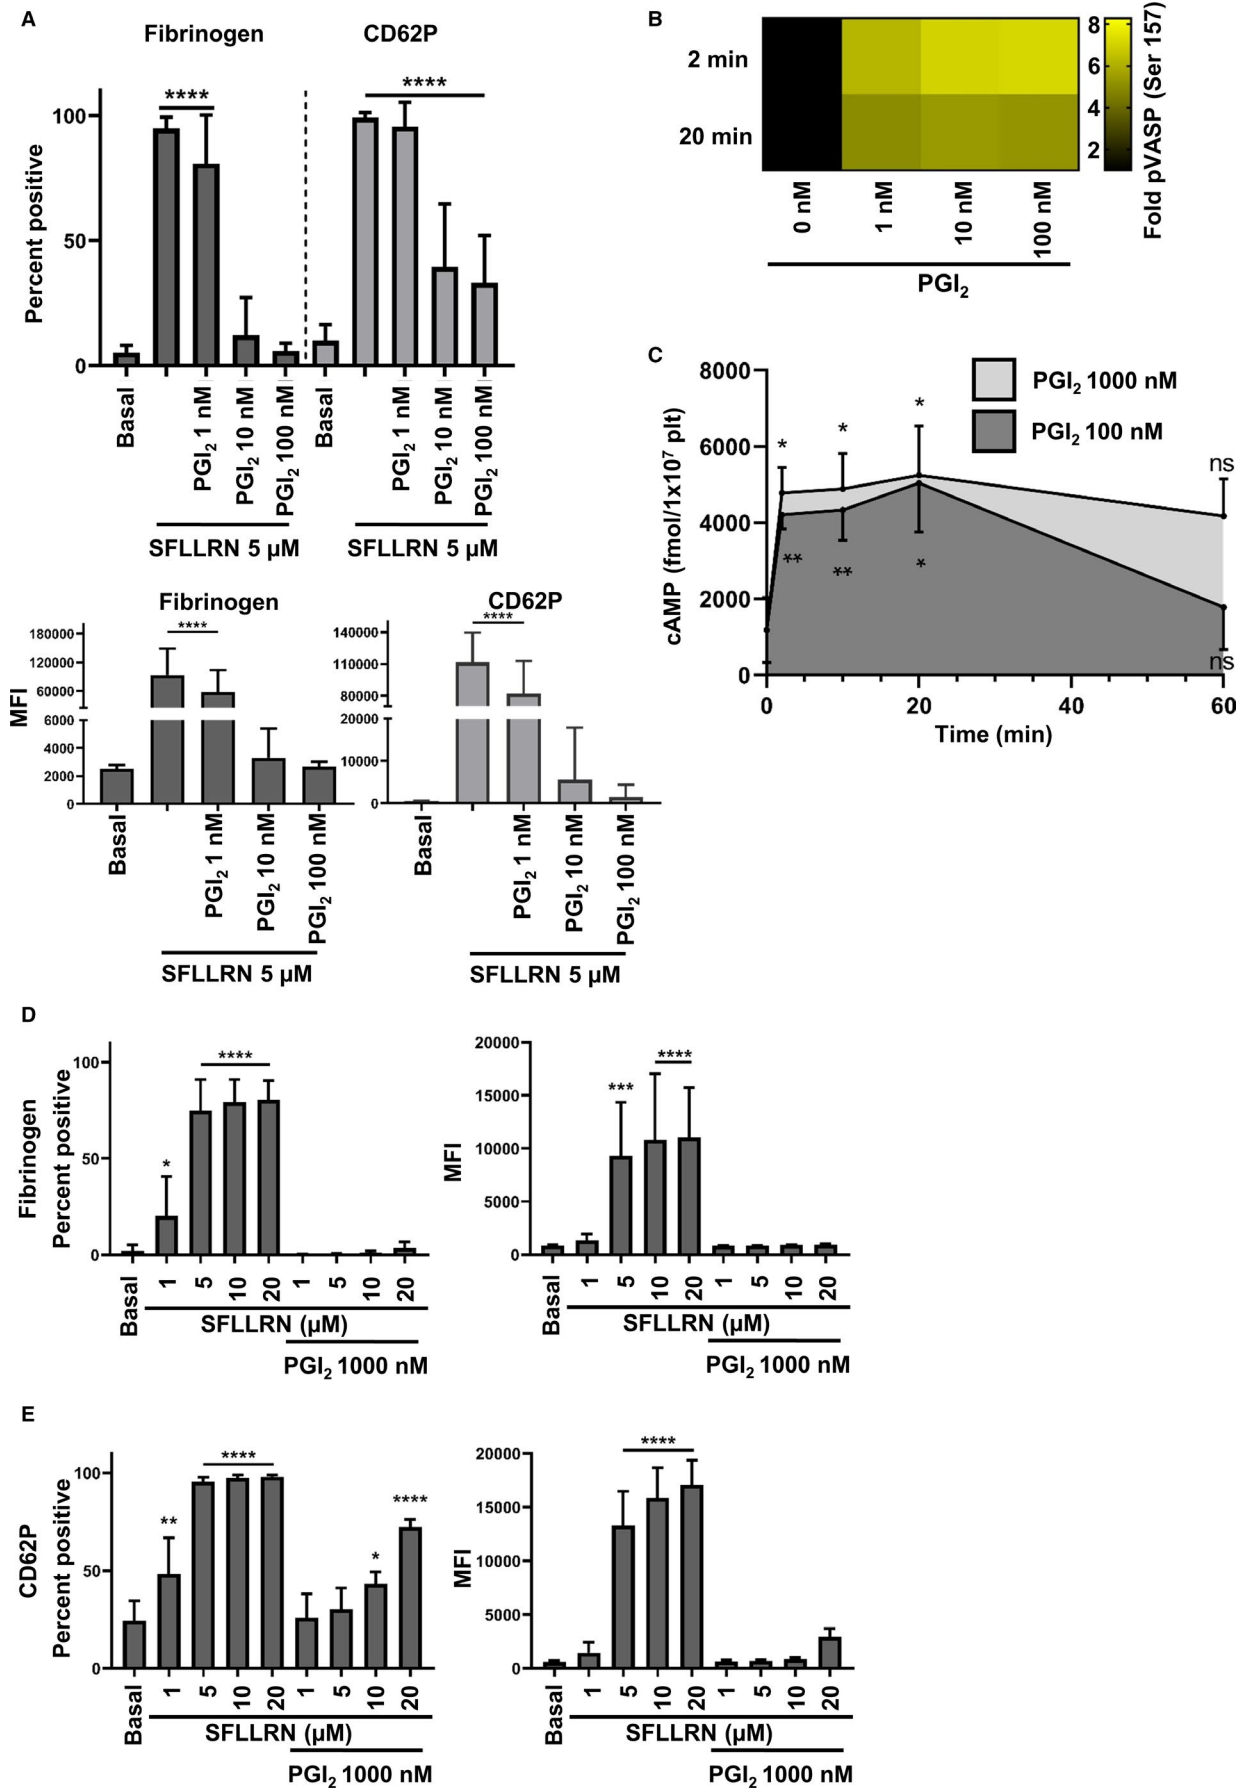 A
Fibrinogen
CD62P
****
****
Percent positive
100
50
0
Basal
PGI₂ 1 nM
PGI₂ 10 nM
PGI₂ 100 nM
Basal
PGI₂ 1 nM
PGI₂ 10 nM
PGI₂ 100 nM
SFLLRN 5 µM
SFLLRN 5 µM
Fibrinogen
****
MFI
180000
120000
60000
6000
4000
2000
0
Basal
PGI₂ 1 nM
PGI₂ 10 nM
PGI₂ 100 nM
SFLLRN 5 µM
CD62P
****
140000
110000
80000
20000
10000
0
Basal
PGI₂ 1 nM
PGI₂ 10 nM
PGI₂ 100 nM
SFLLRN 5 µM
B
2 min
20 min
0 nM
1 nM
10 nM
100 nM
PGI₂
8
6
4
2
Fold pVASP (Ser 157)
C
8000
6000
4000
2000
0
cAMP (fmol/1x10⁷ plt)
PGI₂ 1000 nM
PGI₂ 100 nM
*
*
*
ns
**
**
*
ns
0
20
40
60
Time (min)
D
Fibrinogen
Percent positive
100
50
0
*
****
Basal
1
5
10
20
1
5
10
20
SFLLRN (µM)
PGI₂ 1000 nM
MFI
20000
15000
10000
5000
0
***
****
Basal
1
5
10
20
1
5
10
20
SFLLRN (µM)
PGI₂ 1000 nM
E
CD62P
Percent positive
100
50
0
**
****
*
****
Basal
1
5
10
20
1
5
10
20
SFLLRN (µM)
PGI₂ 1000 nM
MFI
20000
15000
10000
5000
0
****
Basal
1
5
10
20
1
5
10
20
SFLLRN (µM)
PGI₂ 1000 nM